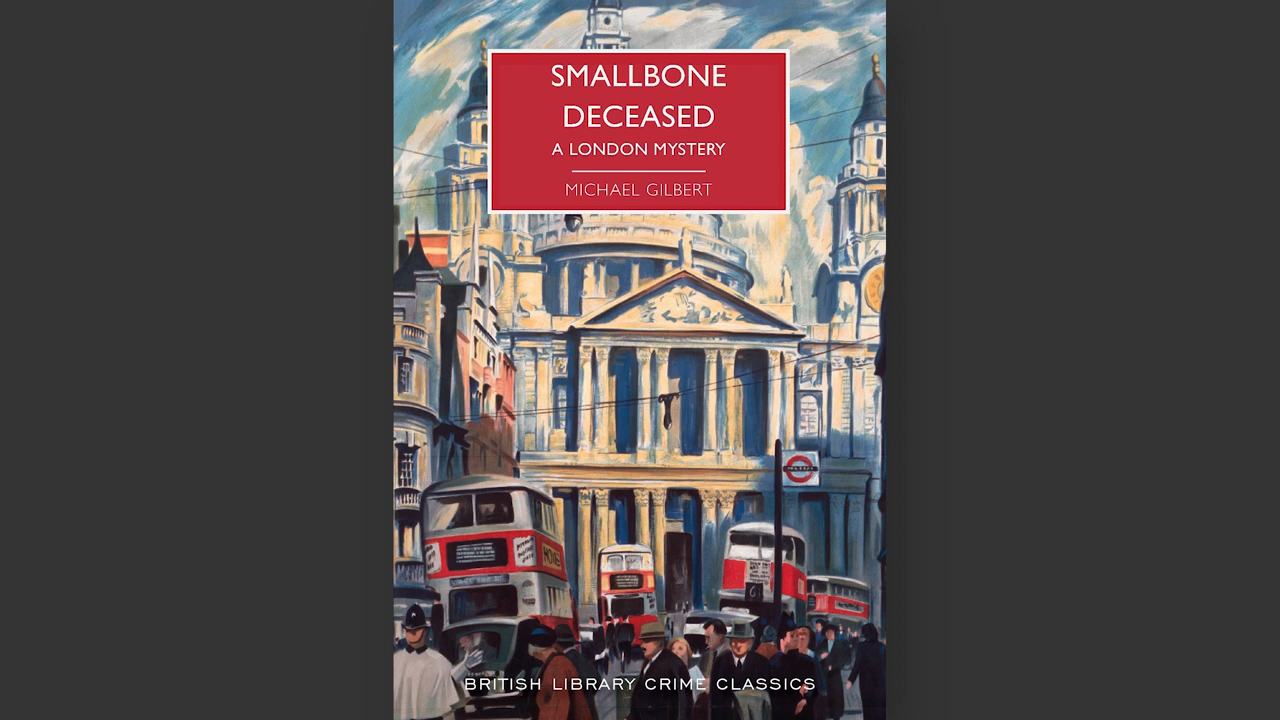 SMALLBONE
DECEASED
A LONDON MYSTERY
MICHAEL GILBERT
BRITISH LIBRARY CRIME CLASSICS